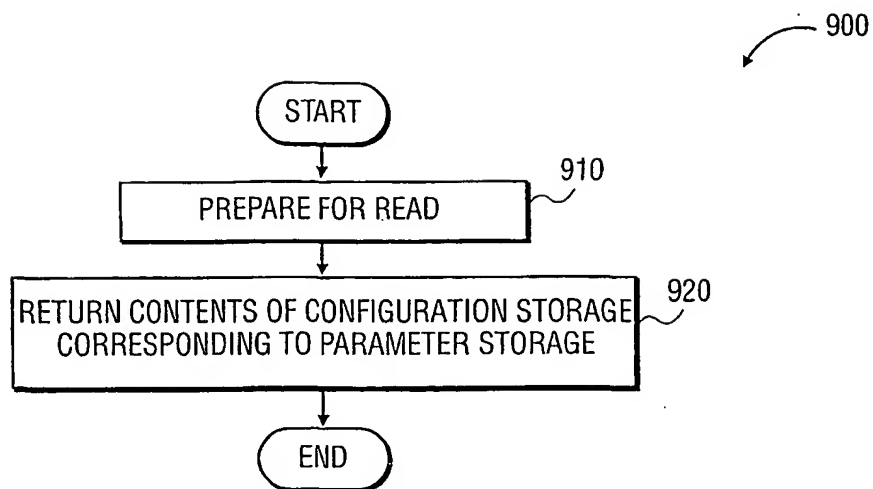 900
START
910
PREPARE FOR READ
920
RETURN CONTENTS OF CONFIGURATION STORAGE
CORRESPONDING TO PARAMETER STORAGE
END